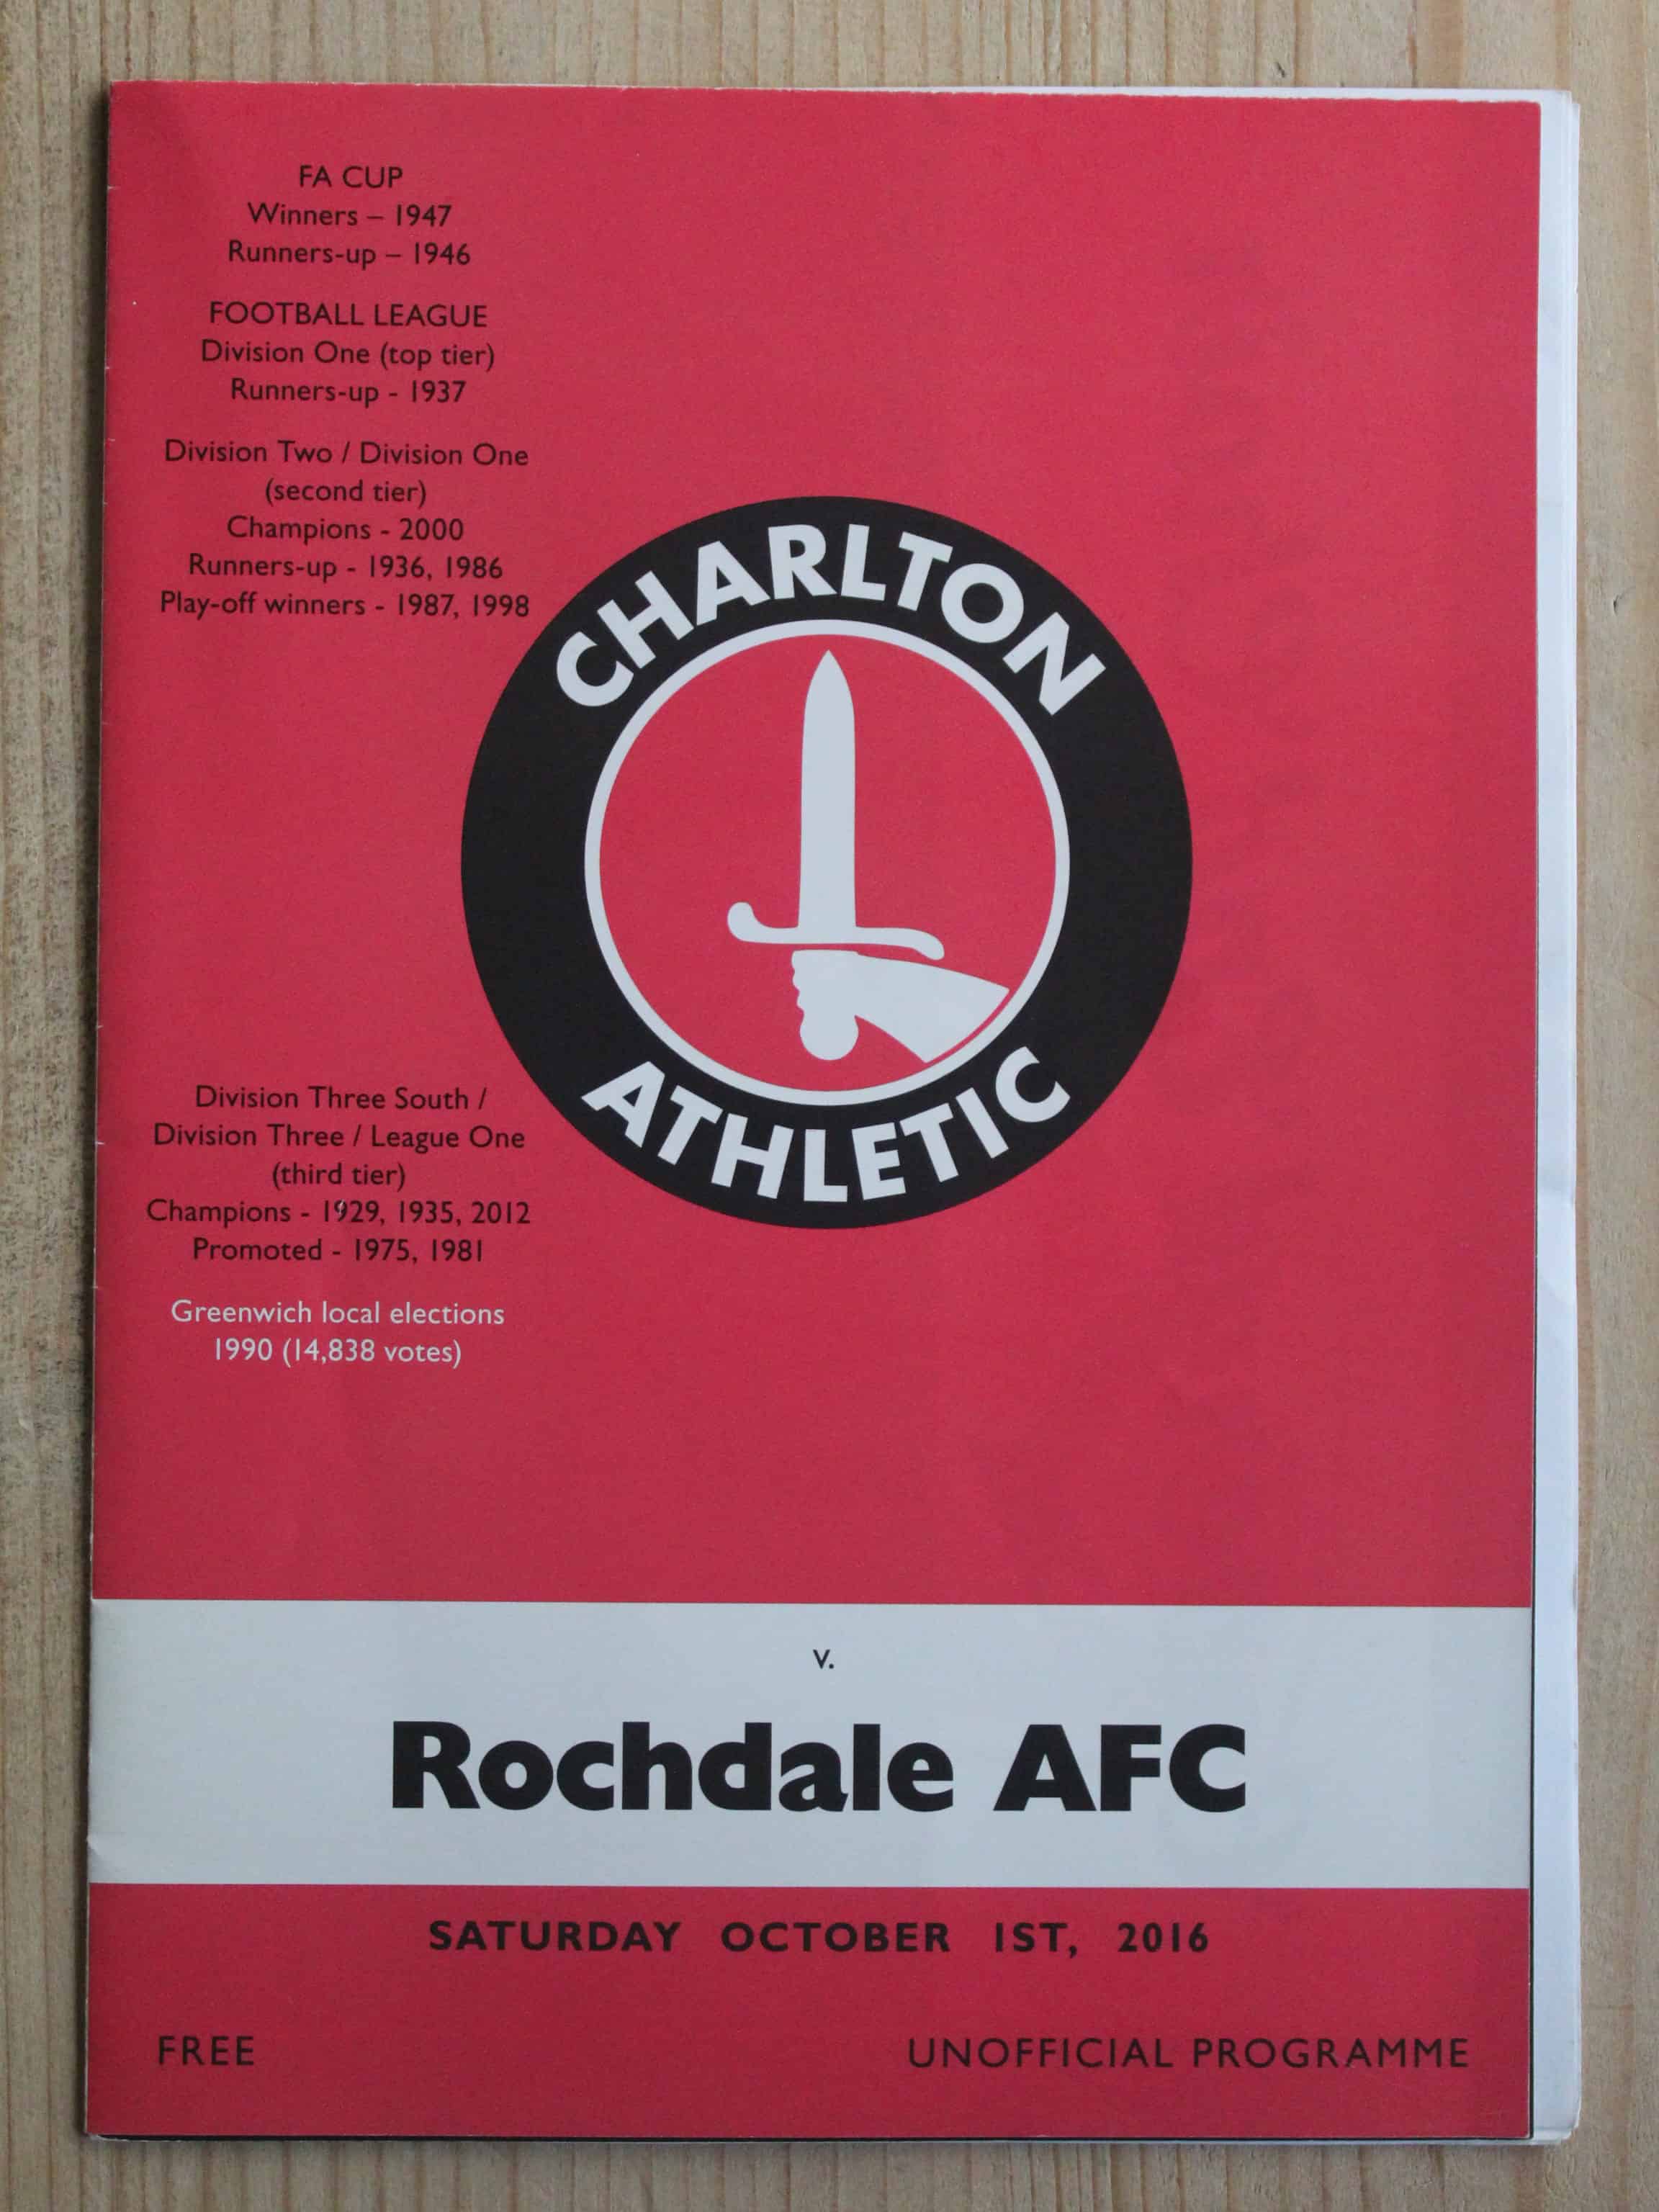 FA CUP
Winners – 1947
Runners-up – 1946
FOOTBALL LEAGUE
Division One (top tier)
Runners-up - 1937
Division Two / Division One
(second tier)
Champions - 2000
Runners-up - 1936, 1986
Play-off winners - 1987, 1998
CHARLTON
ATHLETIC
Division Three South /
Division Three / League One
(third tier)
Champions - 1929, 1935, 2012
Promoted - 1975, 1981
Greenwich local elections
1990 (14,838 votes)
v.
Rochdale AFC
SATURDAY OCTOBER 1ST, 2016
FREE
UNOFFICIAL PROGRAMME